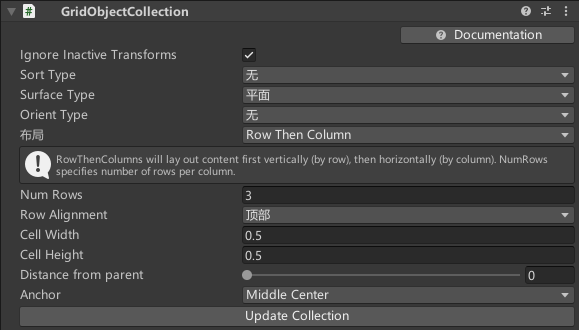 GridObjectCollection
Documentation
Ignore Inactive Transforms
Sort Type 无
Surface Type 平面
Orient Type 无
布局 Row Then Column
RowThenColumns will lay out content first vertically (by row), then horizontally (by column). NumRows
specifies number of rows per column.
Num Rows 3
Row Alignment 顶部
Cell Width 0.5
Cell Height 0.5
Distance from parent 0
Anchor Middle Center
Update Collection